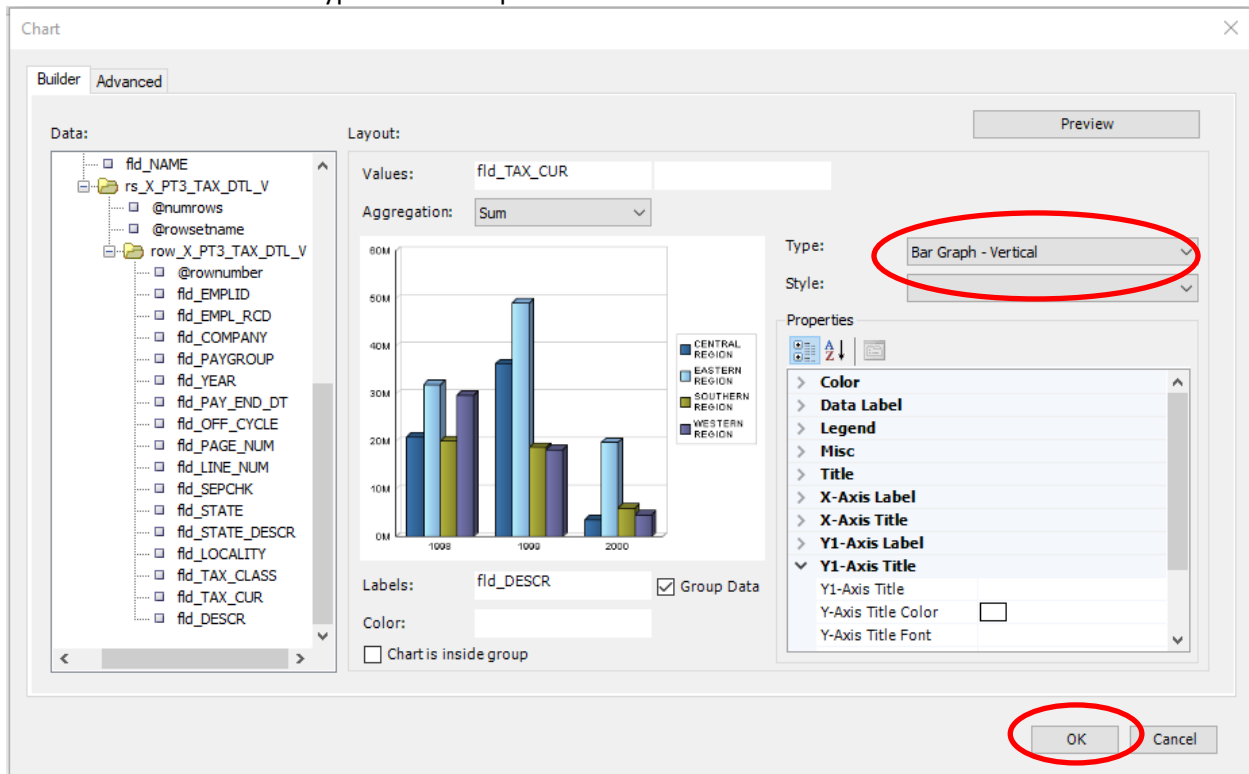 Chart
Builder Advanced
Data:
Layout:
Preview
fld_NAME
rs_X_PT3_TAX_DTL_V
@numrows
@rowsetname
row_X_PT3_TAX_DTL_V
@rownumber
fld_EMPLID
fld_EMPL_RCD
fld_COMPANY
fld_PAYGROUP
fld_YEAR
fld_PAY_END_DT
fld_OFF_CYCLE
fld_PAGE_NUM
fld_LINE_NUM
fld_SEPCHK
fld_STATE
fld_STATE_DESCR
fld_LOCALITY
fld_TAX_CLASS
fld_TAX_CUR
fld_DESCR
Values: fld_TAX_CUR
Aggregation: Sum
60M
50M
40M
30M
20M
10M
0M
1998 1999 2000
CENTRAL
REGION
EASTERN
REGION
SOUTHERN
REGION
WESTERN
REGION
Labels: fld_DESCR Group Data
Color:
Chart is inside group
Type: Bar Graph - Vertical
Style:
Properties
Color
Data Label
Legend
Misc
Title
X-Axis Label
X-Axis Title
Y1-Axis Label
Y1-Axis Title
Y1-Axis Title
Y-Axis Title Color
Y-Axis Title Font
OK Cancel